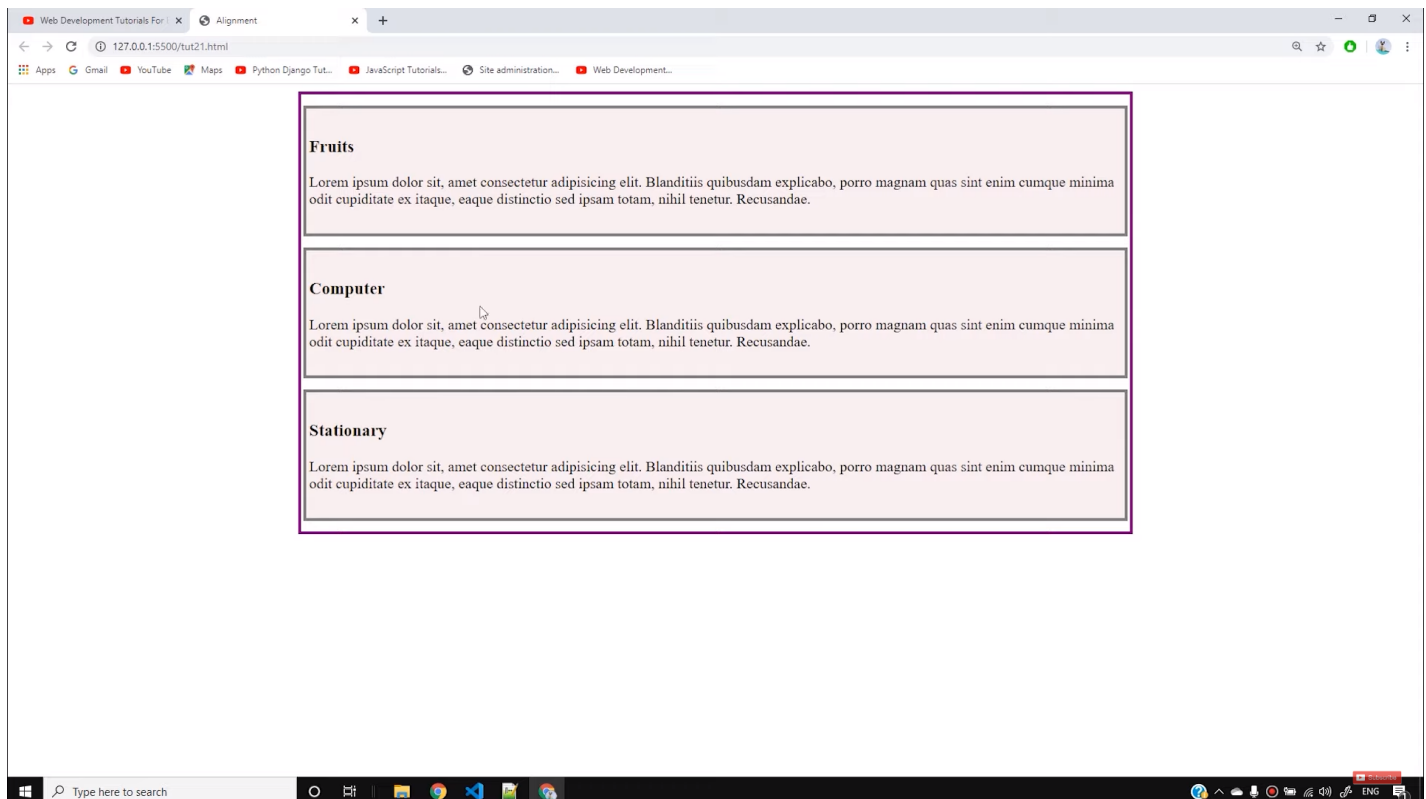 Web Development Tutorials For
Alignment
127.0.0.1:5500/tut21.html
Apps
Gmail
YouTube
Maps
Python Django Tut...
JavaScript Tutorials...
Site administration...
Web Development...
Fruits
Lorem ipsum dolor sit, amet consectetur adipisicing elit. Blanditiis quibusdam explicabo, porro magnam quas sint enim cumque minima
odit cupiditate ex itaque, eaque distinctio sed ipsam totam, nihil tenetur. Recusandae.
Computer
Lorem ipsum dolor sit, amet consectetur adipisicing elit. Blanditiis quibusdam explicabo, porro magnam quas sint enim cumque minima
odit cupiditate ex itaque, eaque distinctio sed ipsam totam, nihil tenetur. Recusandae.
Stationary
Lorem ipsum dolor sit, amet consectetur adipisicing elit. Blanditiis quibusdam explicabo, porro magnam quas sint enim cumque minima
odit cupiditate ex itaque, eaque distinctio sed ipsam totam, nihil tenetur. Recusandae.
Subscribe
Type here to search
ENG